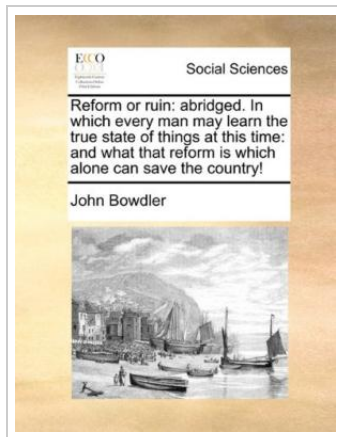 ECCO
Social Sciences
Reform or ruin: abridged. In
which every man may learn the
true state of things at this time:
and what that reform is which
alone can save the country!
John Bowdler